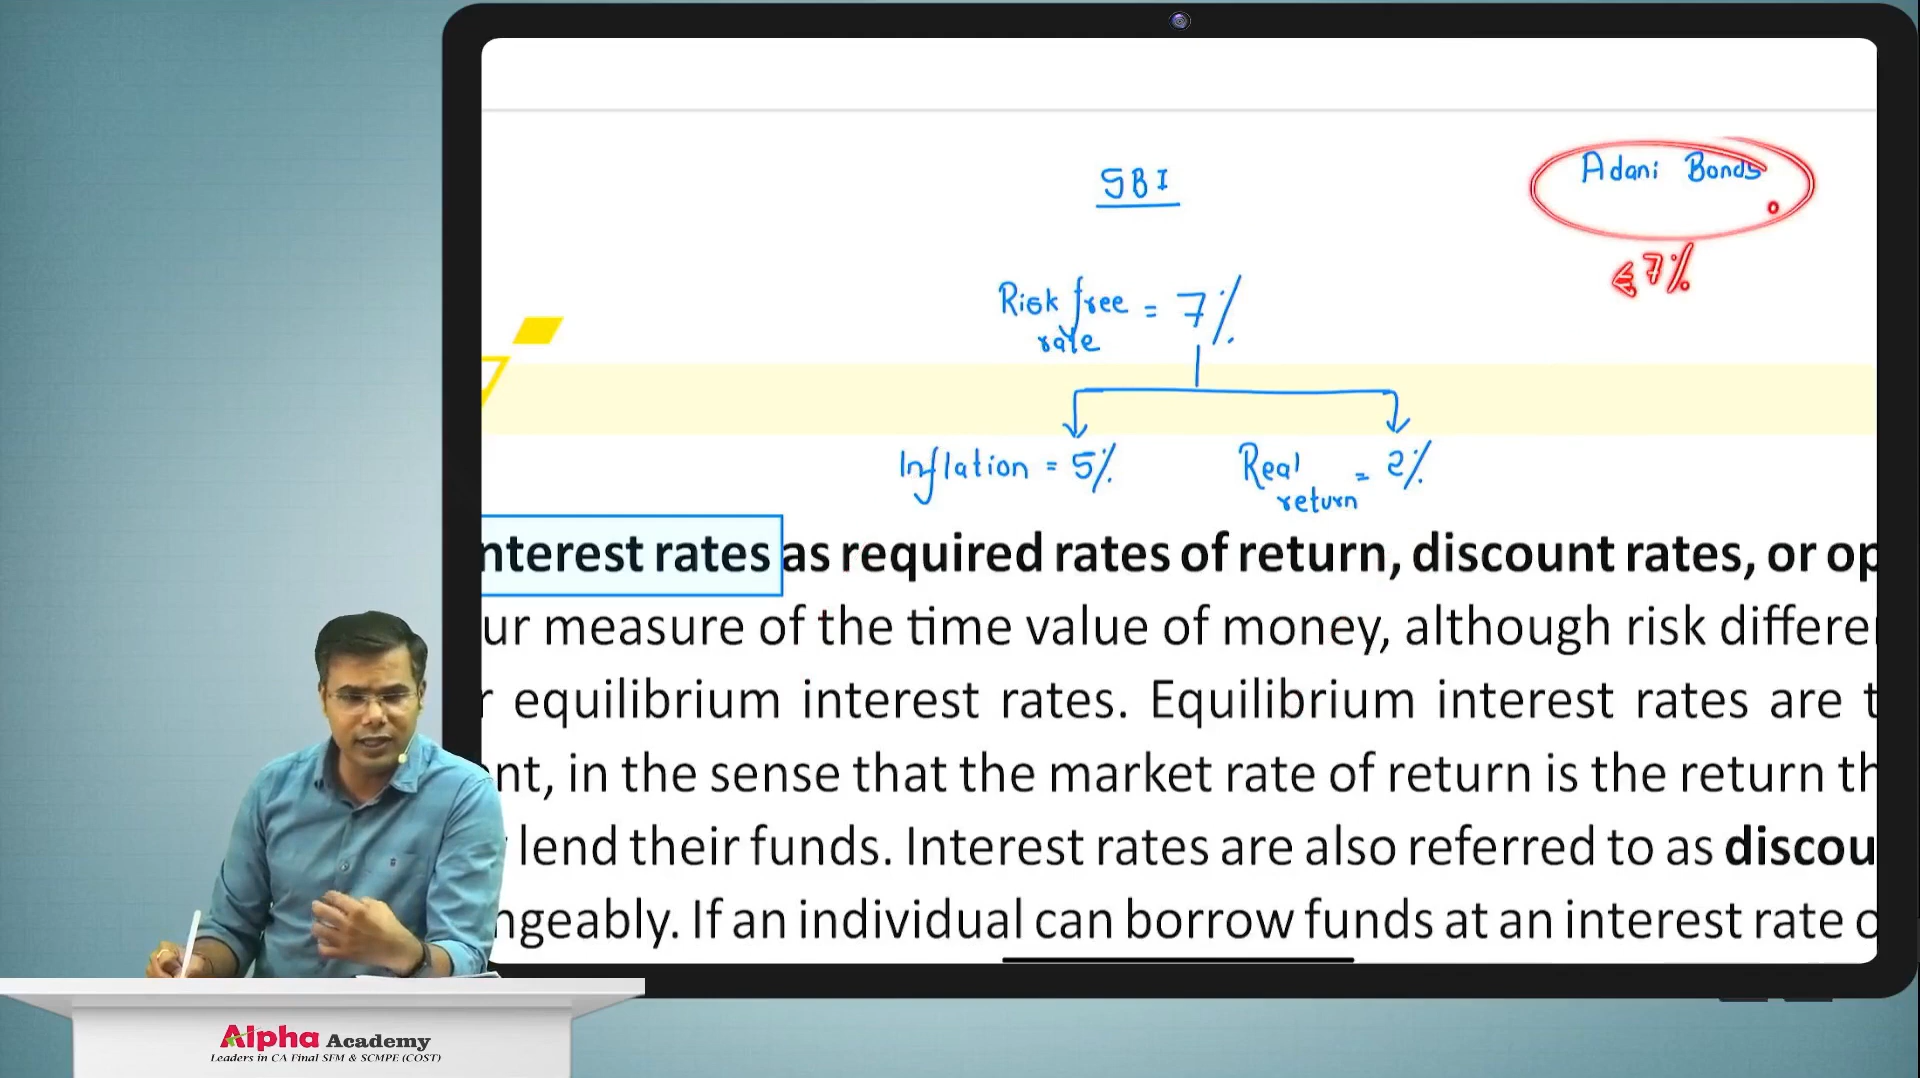 SBI
Adani Bonds
≤ 7%
Risk free rate = 7%
Inflation = 5%
Real return = 2%
nterest rates as required rates of return, discount rates, or op
ur measure of the time value of money, although risk differe
r equilibrium interest rates. Equilibrium interest rates are t
nt, in the sense that the market rate of return is the return th
lend their funds. Interest rates are also referred to as discou
ngeably. If an individual can borrow funds at an interest rate o
Alpha Academy
Leaders in CA Final SFM & SCMPE (COST)